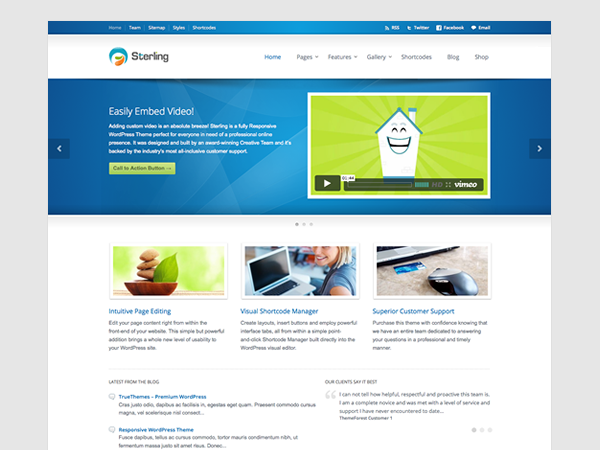 Home Team Sitemap Styles Shortcodes
RSS Twitter Facebook Email
Sterling
Home Pages Features Gallery Shortcodes Blog Shop
Easily Embed Video!
Adding custom video is an absolute breeze! Sterling is a fully Responsive
WordPress Theme perfect for everyone in need of a professional online
presence. It was designed and built by an award-winning Creative Team and it's
backed by the industry's most all-inclusive customer support.
Call to Action Button →
01:44
HD vimeo
Intuitive Page Editing
Edit your page content right from within the
front-end of your website. This simple but powerful
addition brings a whole new level of usability to
your WordPress site.
Visual Shortcode Manager
Create layouts, insert buttons and employ powerful
interface tabs, all from within a simple point-
and-click Shortcode Manager built directly into the
WordPress visual editor.
Superior Customer Support
Purchase this theme with confidence knowing that
we have an entire team dedicated to answering
your questions in a professional and timely
manner.
LATEST FROM THE BLOG
TrueThemes - Premium WordPress
Cras justo odio, dapibus ac facilisis in, egestas eget quam. Praesent commodo cursus
magna, vel scelerisque nisl consect...
Responsive WordPress Theme
Fusce dapibus, tellus ac cursus commodo, tortor mauris condimentum nibh, ut
fermentum massa justo sit amet risus. Donec...
OUR CLIENTS SAY IT BEST
I can not tell how helpful, respectful and proactive this team is.
I am a complete novice and was met with a level of service and
support I have never encountered to date...
ThemeForest Customer 1